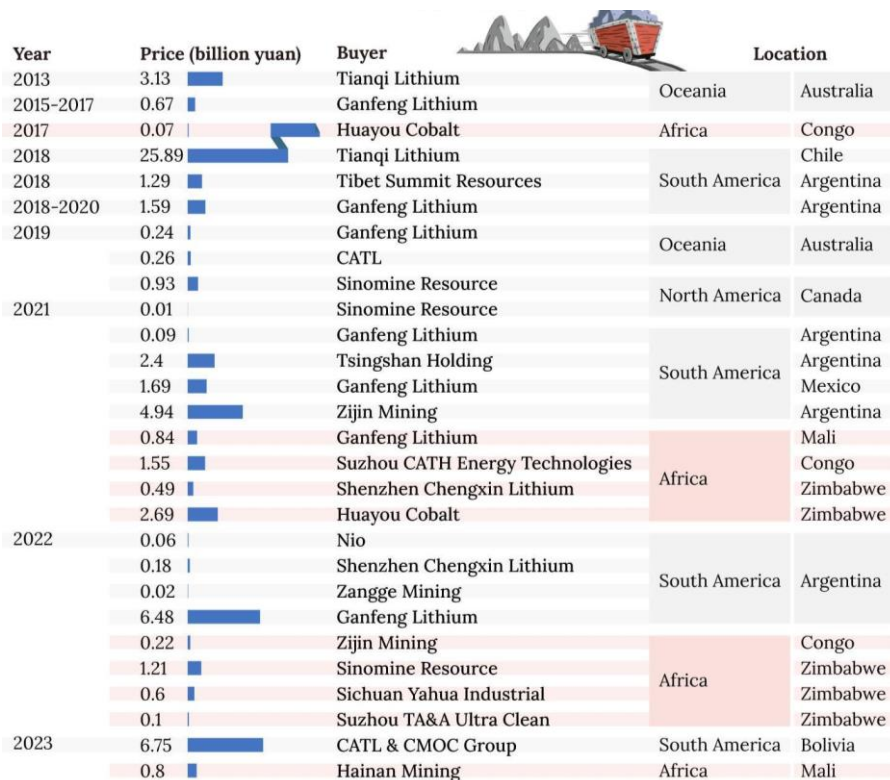 Year Price (billion yuan) Buyer Location
2013 3.13 Tianqi Lithium Oceania Australia
2015-2017 0.67 Ganfeng Lithium
2017 0.07 Huayou Cobalt Africa Congo
2018 25.89 Tianqi Lithium South America Chile
2018 1.29 Tibet Summit Resources Argentina
2018-2020 1.59 Ganfeng Lithium Argentina
2019 0.24 Ganfeng Lithium Oceania Australia
0.26 CATL
0.93 Sinomine Resource North America Canada
2021 0.01 Sinomine Resource
0.09 Ganfeng Lithium South America Argentina
2.4 Tsingshan Holding Argentina
1.69 Ganfeng Lithium Mexico
4.94 Zijin Mining Argentina
0.84 Ganfeng Lithium Africa Mali
1.55 Suzhou CATH Energy Technologies Congo
0.49 Shenzhen Chengxin Lithium Zimbabwe
2.69 Huayou Cobalt Zimbabwe
2022 0.06 Nio South America Argentina
0.18 Shenzhen Chengxin Lithium
0.02 Zangge Mining
6.48 Ganfeng Lithium
0.22 Zijin Mining Africa Congo
1.21 Sinomine Resource Zimbabwe
0.6 Sichuan Yahua Industrial Zimbabwe
0.1 Suzhou TA&A Ultra Clean Zimbabwe
2023 6.75 CATL & CMOC Group South America Bolivia
0.8 Hainan Mining Africa Mali